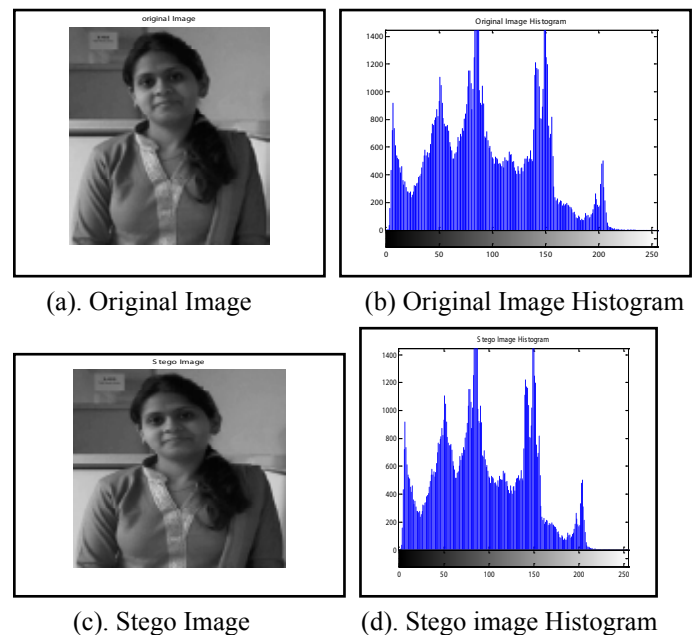 original Image
Original Image Histogram
1400
1200
1000
800
600
400
200
0
0 50 100 150 200 250
(a). Original Image
(b) Original Image Histogram
Stego Image
Stego Image Histogram
1400
1200
1000
800
600
400
200
0
0 50 100 150 200 250
(c). Stego Image
(d). Stego image Histogram